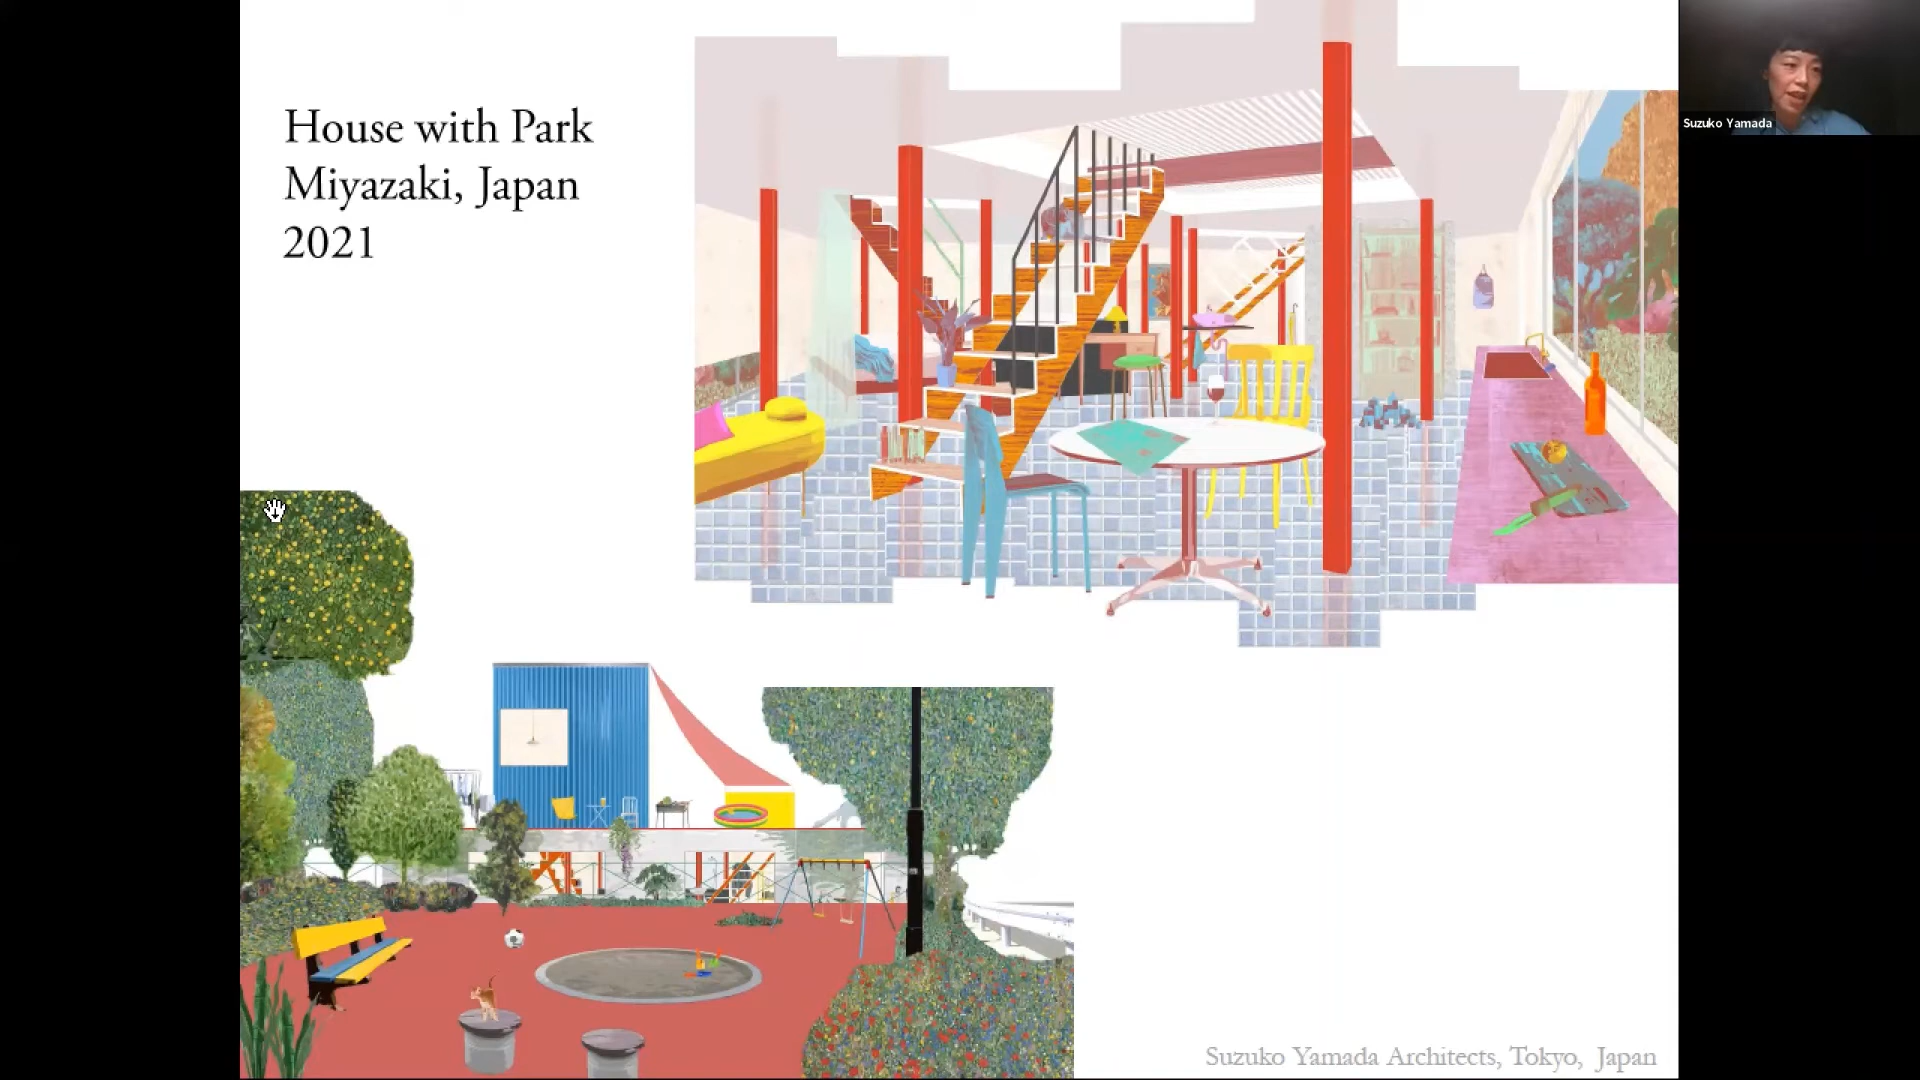 House with Park
Miyazaki, Japan
2021
Suzuko Yamada
Suzuko Yamada Architects, Tokyo, Japan